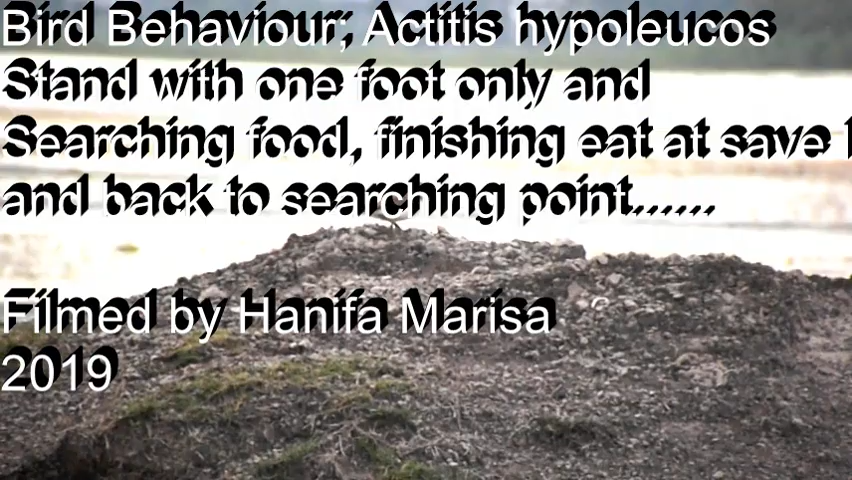 Bird Behaviour; Actitis hypoleucos
Stand with one foot only and
Searching food, finishing eat at save
and back to searching point......
Filmed by Hanifa Marisa
2019